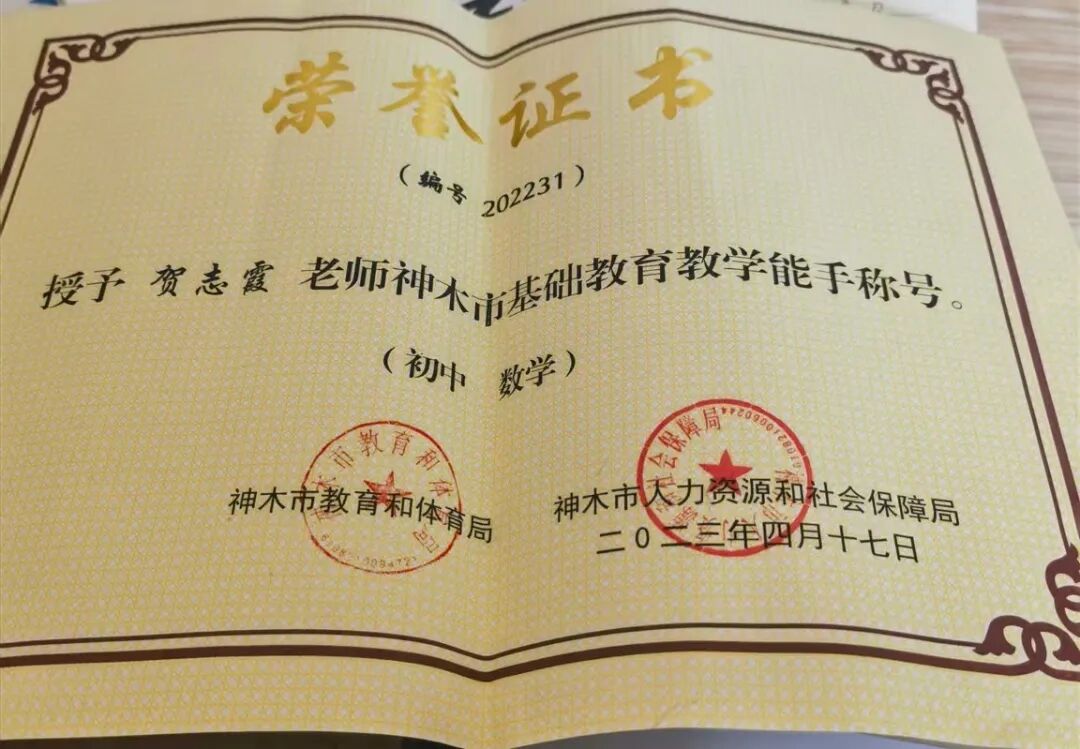 荣誉证书
（编号 202231）
授予 贺志霞 老师神木市基础教育教学能手称号。
（初中 数学）
神木市教育和体育局
神木市人力资源和社会保障局
二0二三年四月十七日